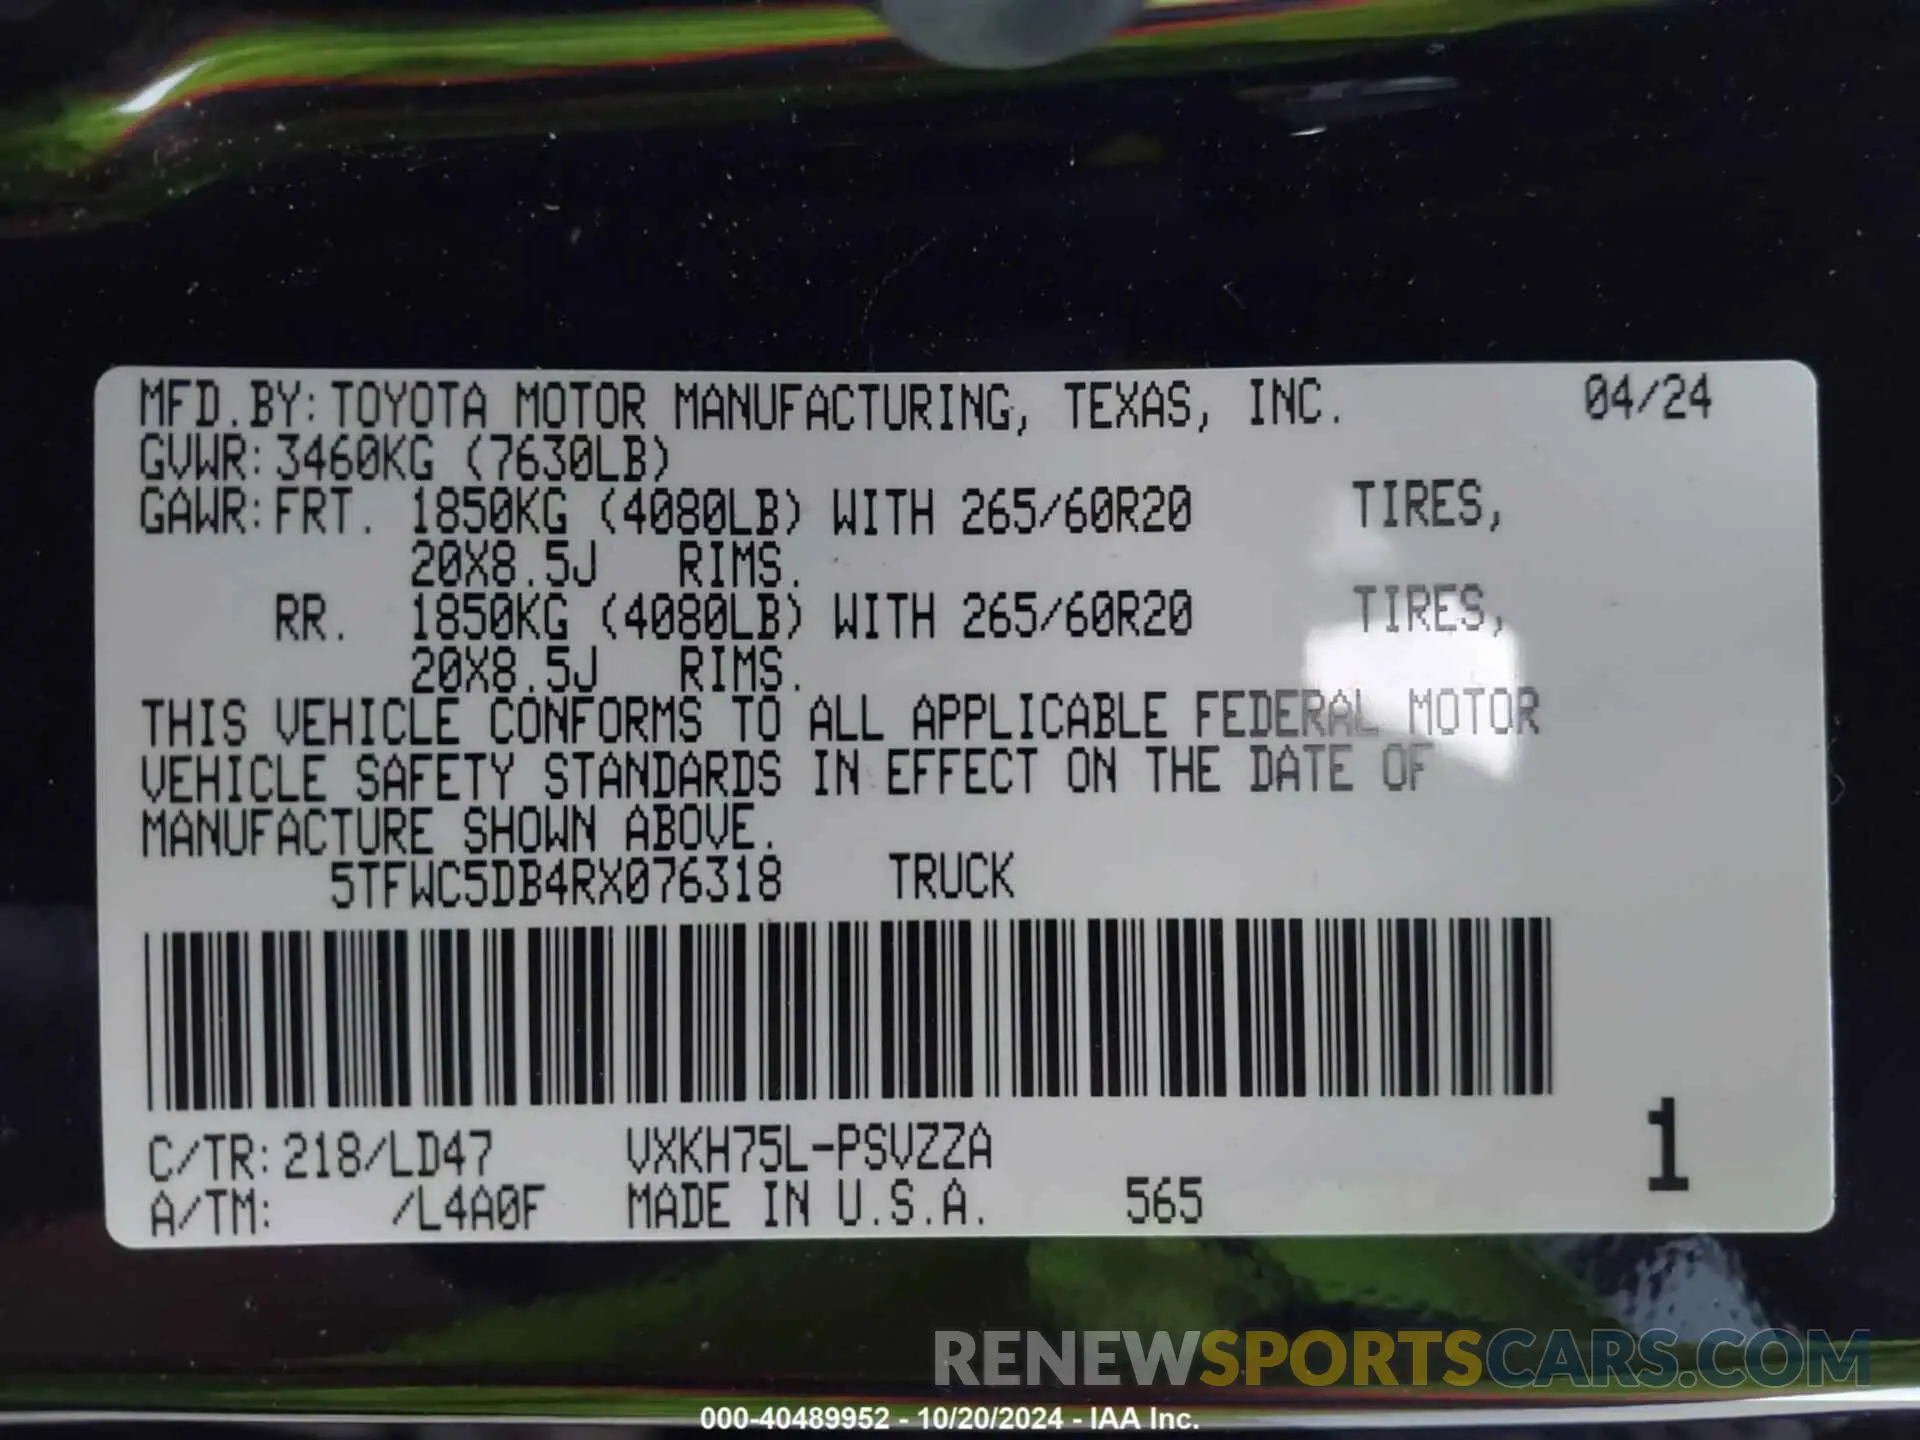 MFD.BY:TOYOTA MOTOR MANUFACTURING, TEXAS, INC. 04/24
GVWR:3460KG (7630LB)
GAWR:FRT. 1850KG (4080LB) WITH 265/60R20 TIRES,
20X8.5J RIMS.
RR. 1850KG (4080LB) WITH 265/60R20 TIRES,
20X8.5J RIMS.
THIS VEHICLE CONFORMS TO ALL APPLICABLE FEDERAL MOTOR
VEHICLE SAFETY STANDARDS IN EFFECT ON THE DATE OF
MANUFACTURE SHOWN ABOVE.
5TFWC5DB4RX076318 TRUCK
C/TR:218/LD47 VXKH75L-PSVZZA 1
A/TM: /L4A0F MADE IN U.S.A. 565
RENEWSPORTSCARS.COM
000-40489952 - 10/20/2024 - IAA Inc.